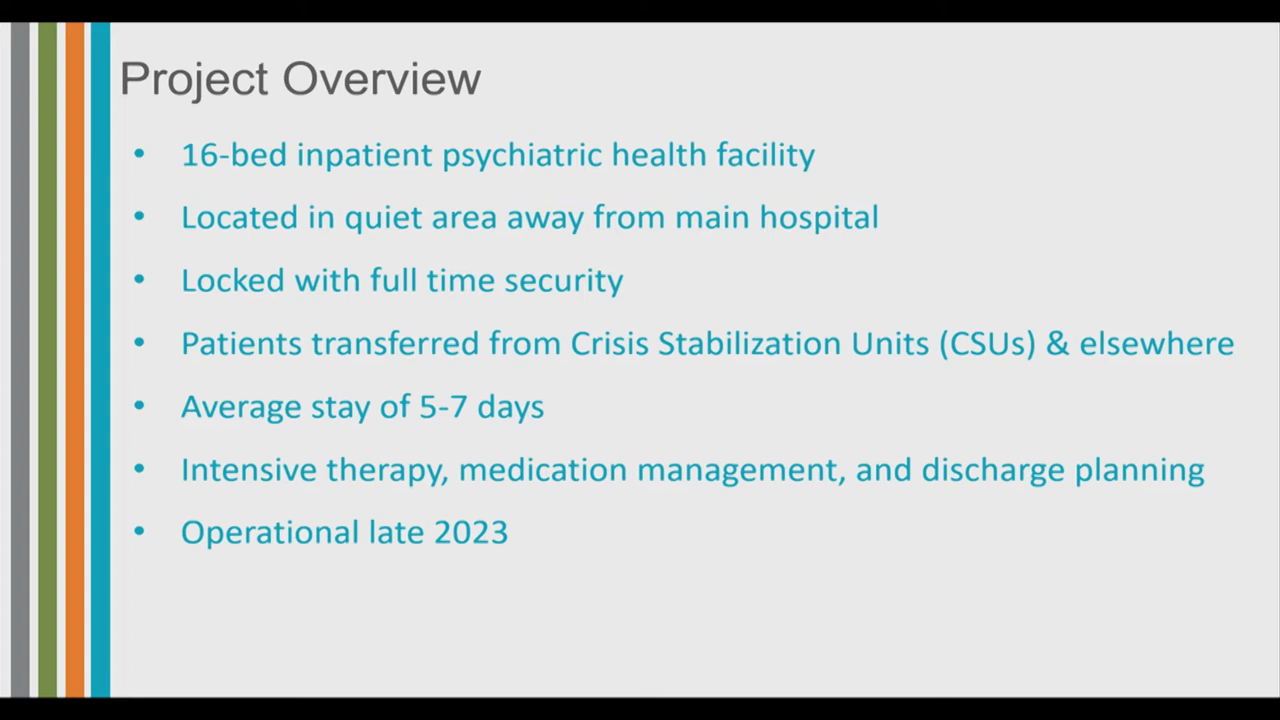 Project Overview
• 16-bed inpatient psychiatric health facility
• Located in quiet area away from main hospital
• Locked with full time security
• Patients transferred from Crisis Stabilization Units (CSUs) & elsewhere
• Average stay of 5-7 days
• Intensive therapy, medication management, and discharge planning
• Operational late 2023